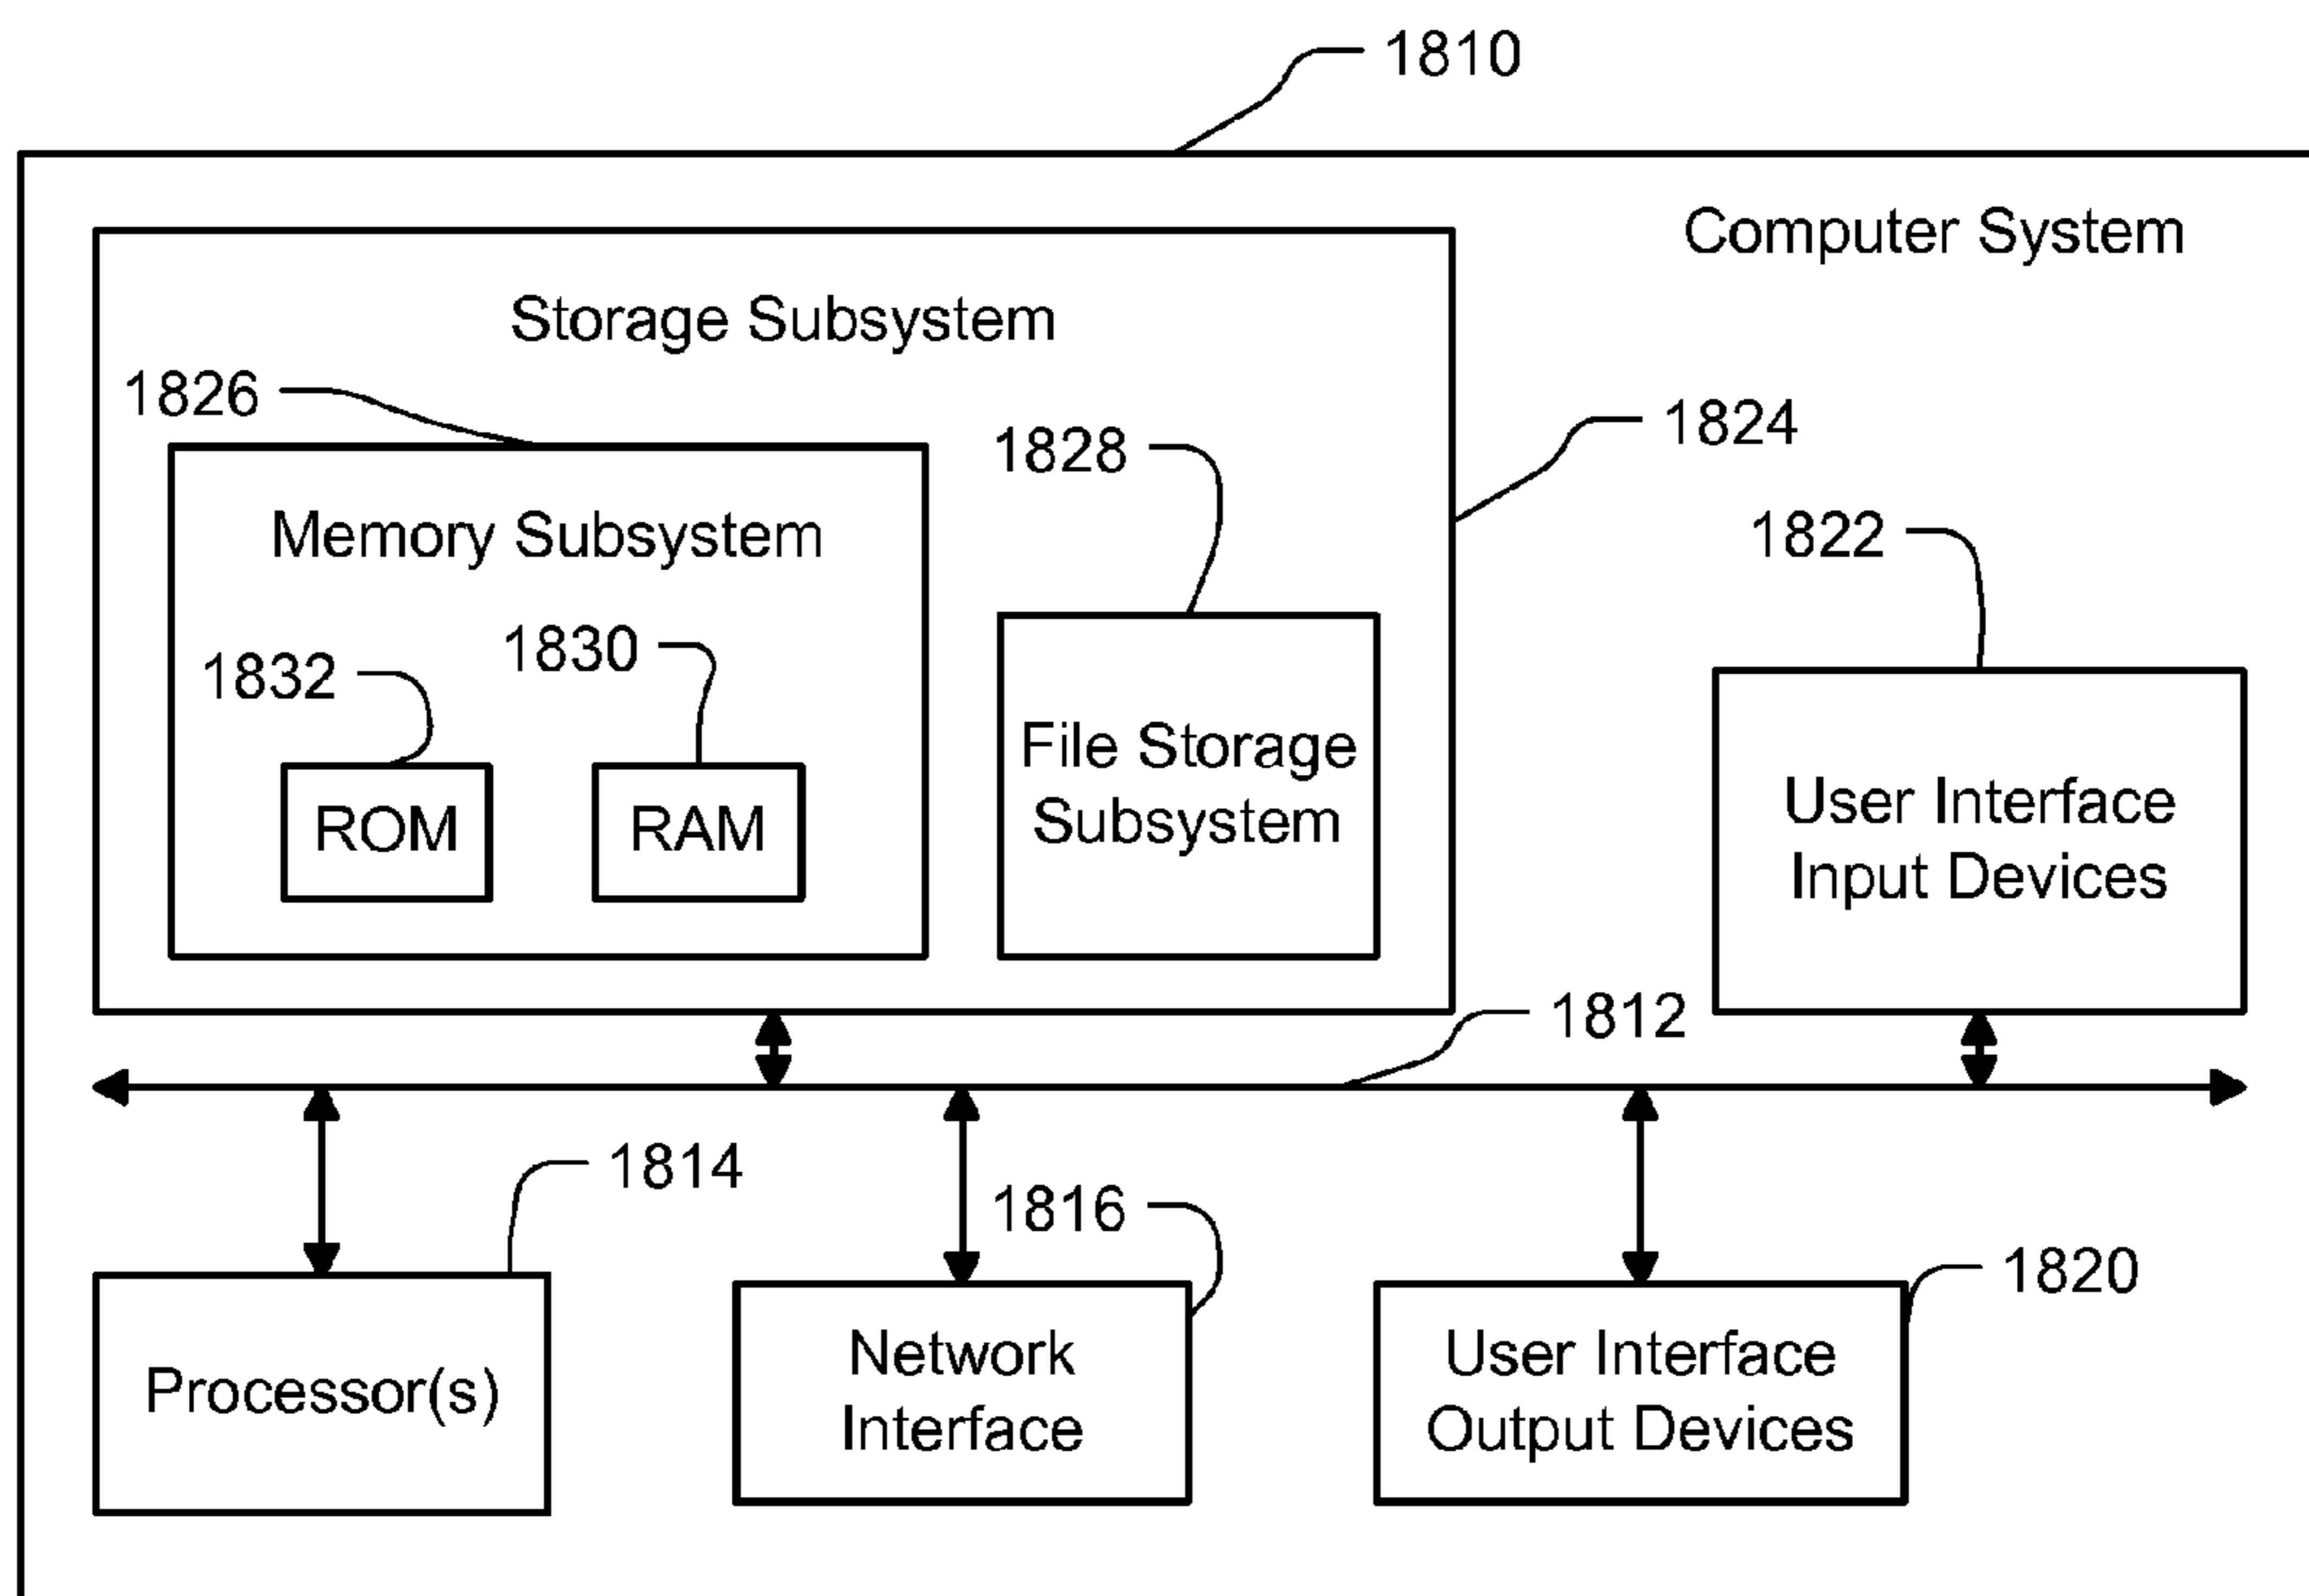 1810
Computer System
Storage Subsystem
1826
1824
1828
Memory Subsystem
1822
1832
1830
File Storage
Subsystem
ROM
RAM
User Interface
Input Devices
1812
1814
1816
1820
Processor(s)
Network
Interface
User Interface
Output Devices